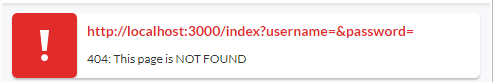 !
http://localhost:3000/index?username=&password=
404: This page is NOT FOUND